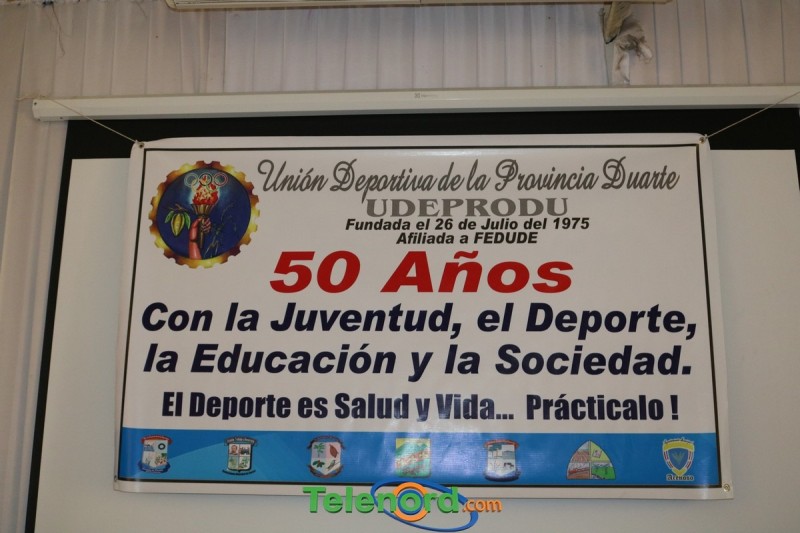 Unión Deportiva de la Provincia Duarte
UDEPRODU
Fundada el 26 de Julio del 1975
Afiliada a FEDUDE
50 Años
Con la Juventud, el Deporte,
la Educación y la Sociedad.
El Deporte es Salud y Vida... Prácticalo !
Telenord.com